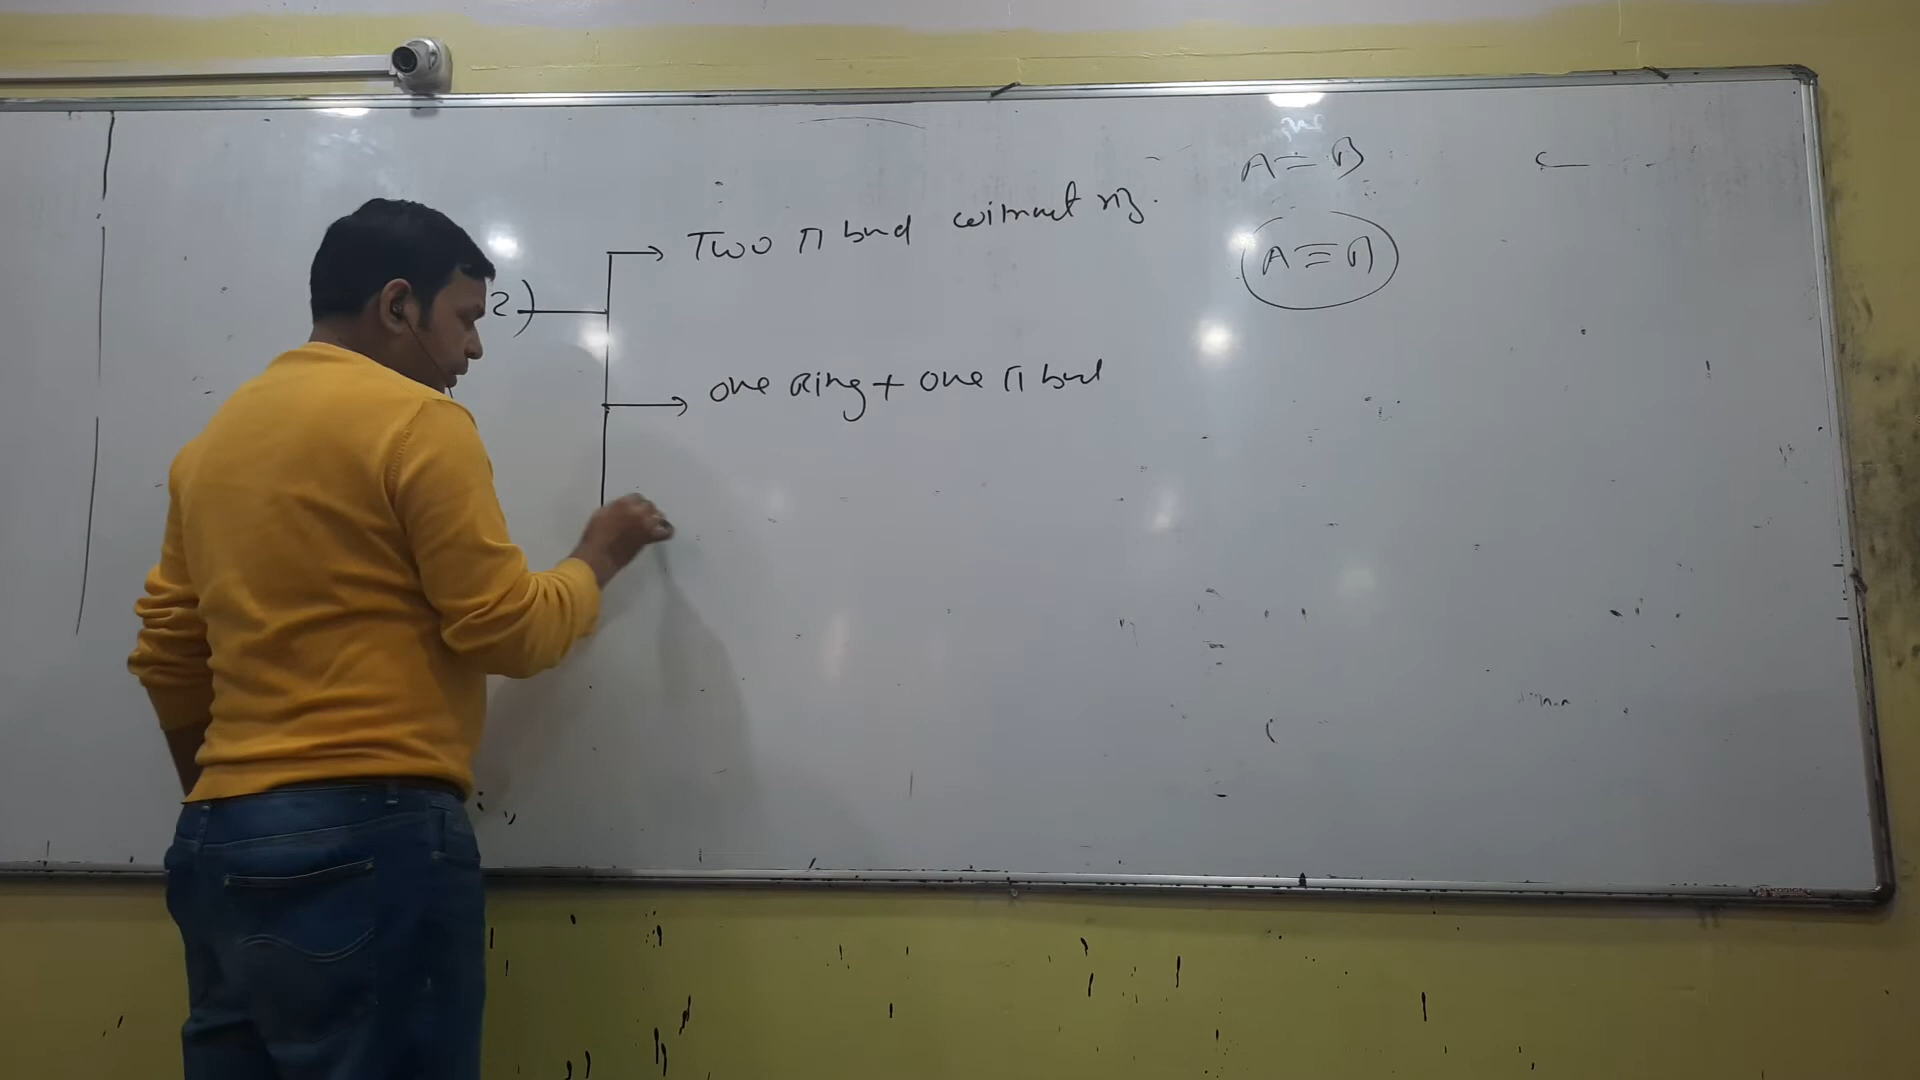 A = B
Two π bond without ring.
A ≡ B
2)
one Ring + one π bond